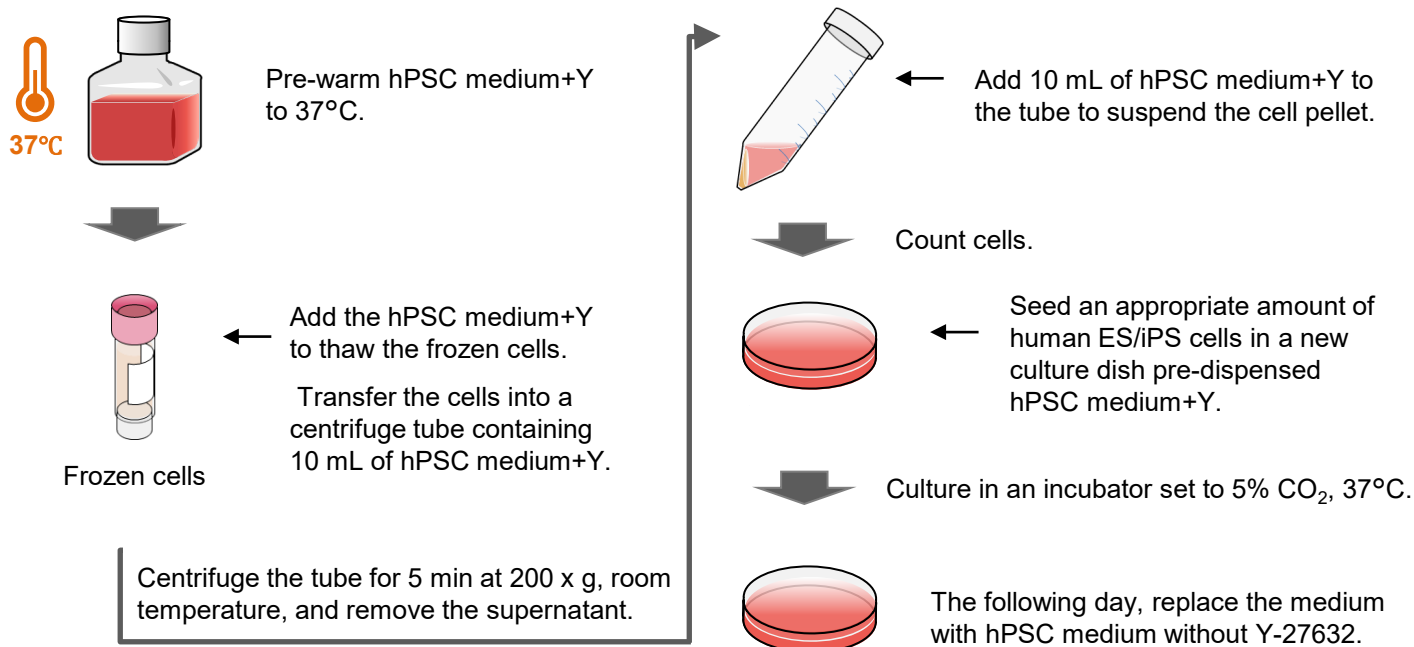 37℃
Pre-warm hPSC medium+Y
to 37°C.
Add the hPSC medium+Y
to thaw the frozen cells.
Transfer the cells into a
centrifuge tube containing
10 mL of hPSC medium+Y.
Frozen cells
Centrifuge the tube for 5 min at 200 x g, room
temperature, and remove the supernatant.
Add 10 mL of hPSC medium+Y to
the tube to suspend the cell pellet.
Count cells.
Seed an appropriate amount of
human ES/iPS cells in a new
culture dish pre-dispensed
hPSC medium+Y.
Culture in an incubator set to 5% CO₂, 37°C.
The following day, replace the medium
with hPSC medium without Y-27632.